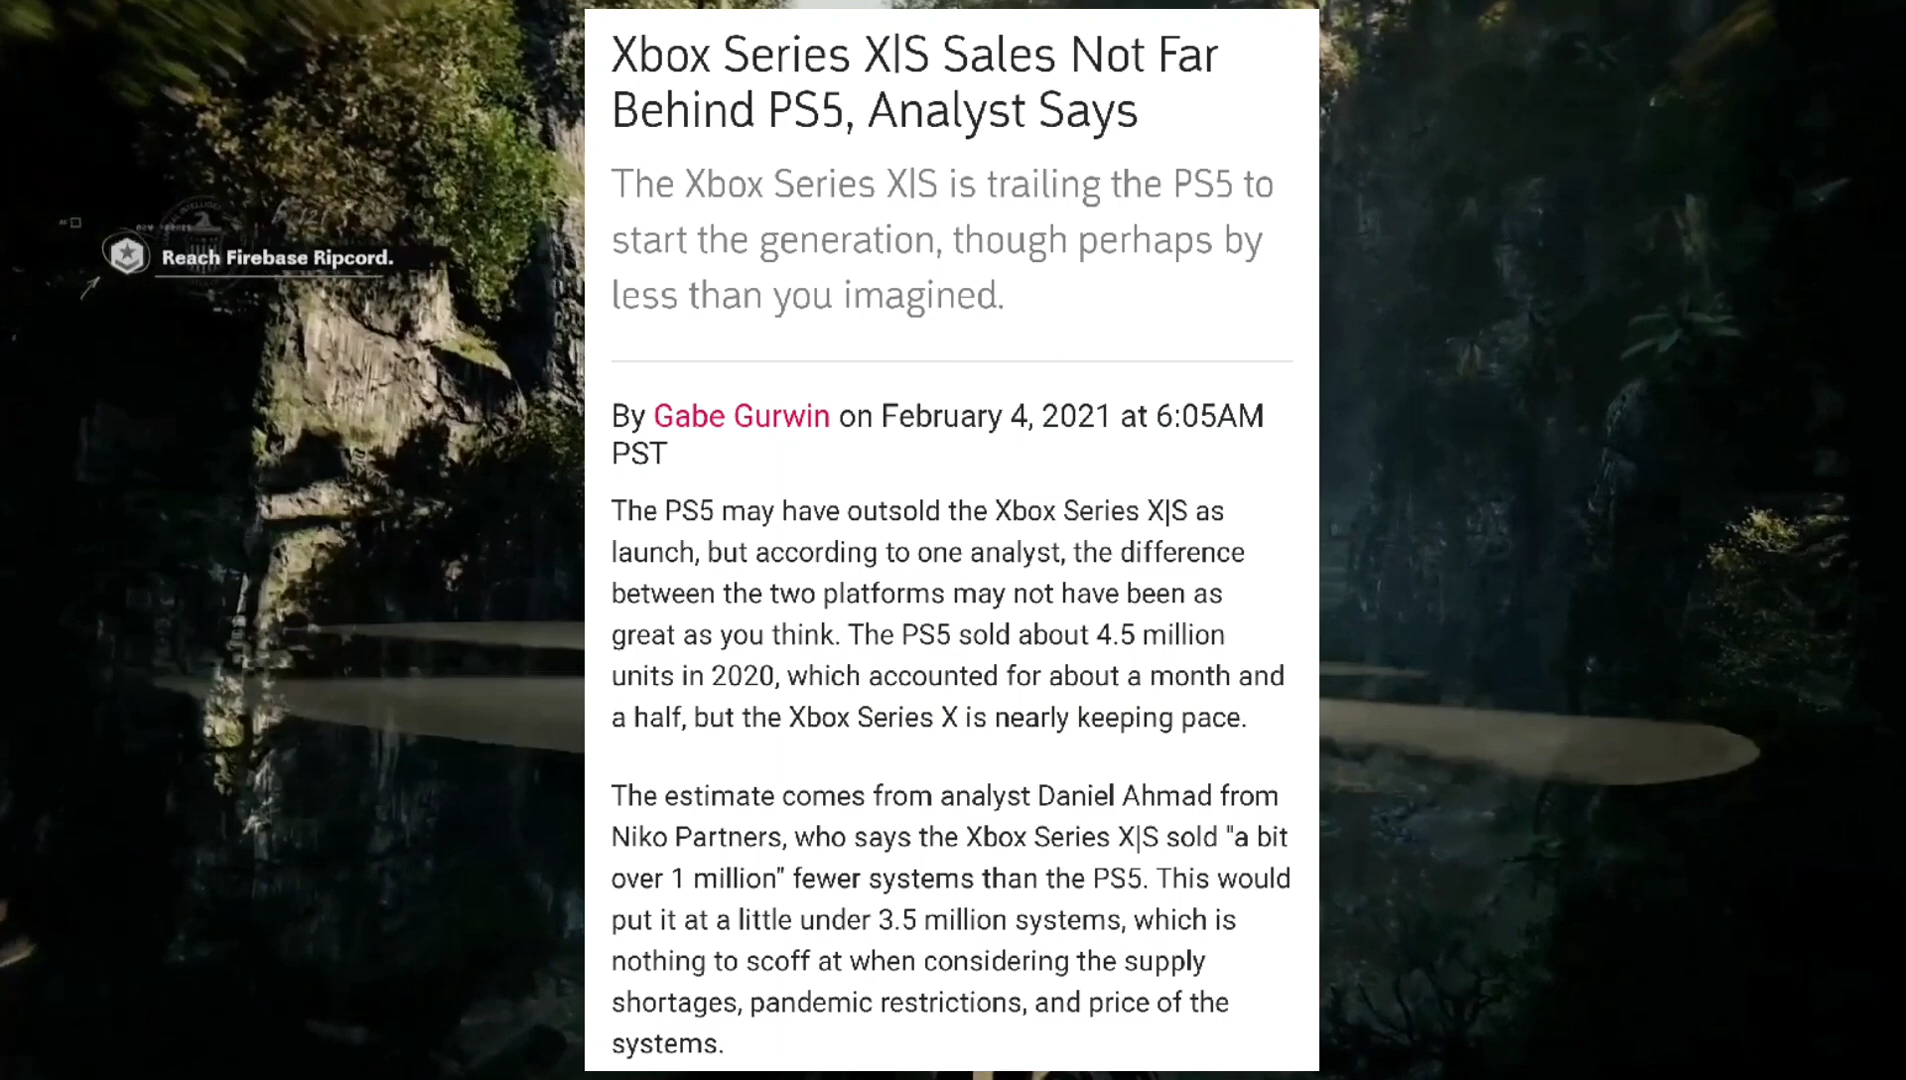 Xbox Series X|S Sales Not Far
Behind PS5, Analyst Says
The Xbox Series X|S is trailing the PS5 to
start the generation, though perhaps by
less than you imagined.
Reach Firebase Ripcord.
By Gabe Gurwin on February 4, 2021 at 6:05AM
PST
The PS5 may have outsold the Xbox Series X|S as
launch, but according to one analyst, the difference
between the two platforms may not have been as
great as you think. The PS5 sold about 4.5 million
units in 2020, which accounted for about a month and
a half, but the Xbox Series X is nearly keeping pace.
The estimate comes from analyst Daniel Ahmad from
Niko Partners, who says the Xbox Series X|S sold "a bit
over 1 million" fewer systems than the PS5. This would
put it at a little under 3.5 million systems, which is
nothing to scoff at when considering the supply
shortages, pandemic restrictions, and price of the
systems.